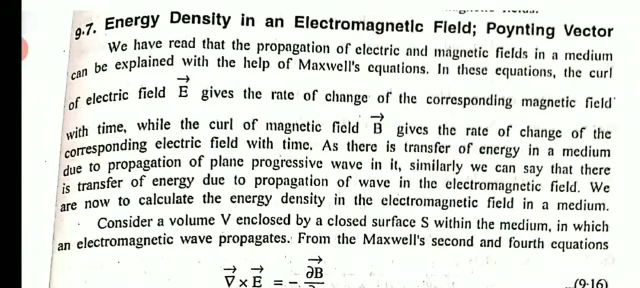 9.7. Energy Density in an Electromagnetic Field; Poynting Vector
We have read that the propagation of electric and magnetic fields in a medium
can be explained with the help of Maxwell's equations. In these equations, the curl
of electric field E⃗ gives the rate of change of the corresponding magnetic field
with time, while the curl of magnetic field B⃗ gives the rate of change of the
corresponding electric field with time. As there is transfer of energy in a medium
due to propagation of plane progressive wave in it, similarly we can say that there
is transfer of energy due to propagation of wave in the electromagnetic field. We
are now to calculate the energy density in the electromagnetic field in a medium.
Consider a volume V enclosed by a closed surface S within the medium, in which
an electromagnetic wave propagates. From the Maxwell's second and fourth equations
∇⃗ × E⃗ = - ∂B⃗ ...(9·16)